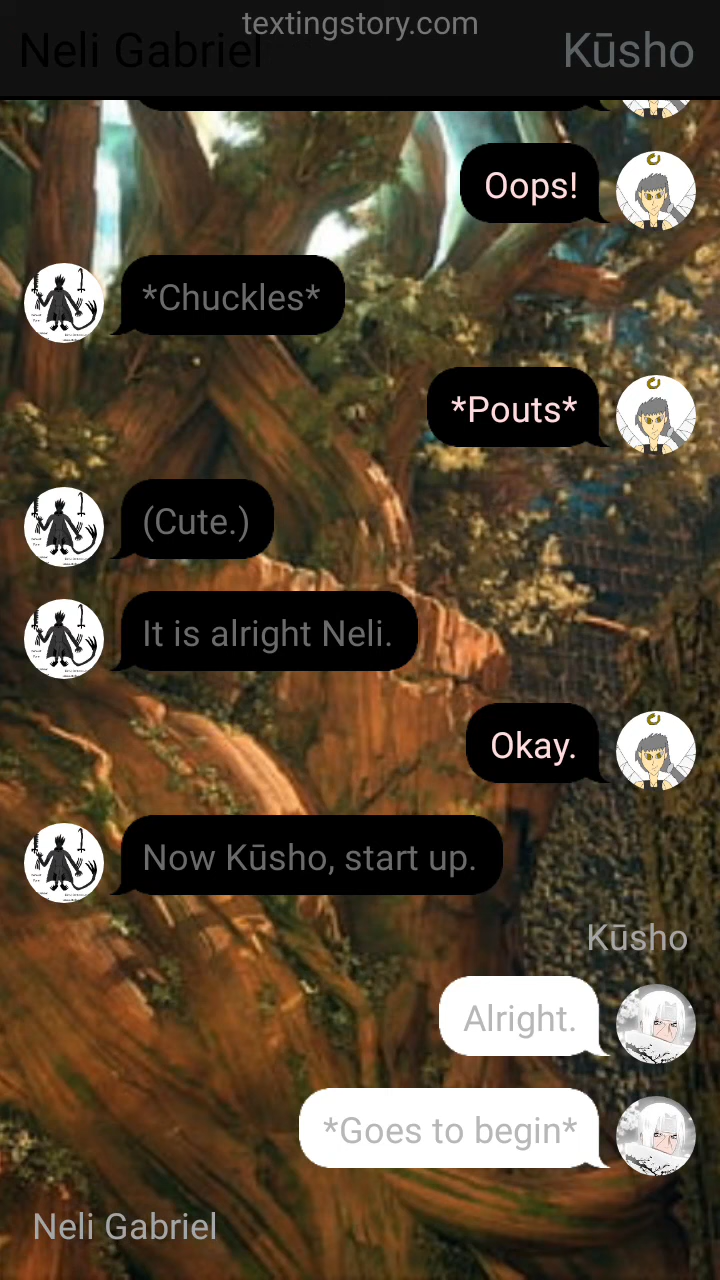 textingstory.com
Neli Gabriel
Kūsho
Oops!
*Chuckles*
*Pouts*
(Cute.)
It is alright Neli.
Okay.
Now Kūsho, start up.
Kūsho
Alright.
*Goes to begin*
Neli Gabriel